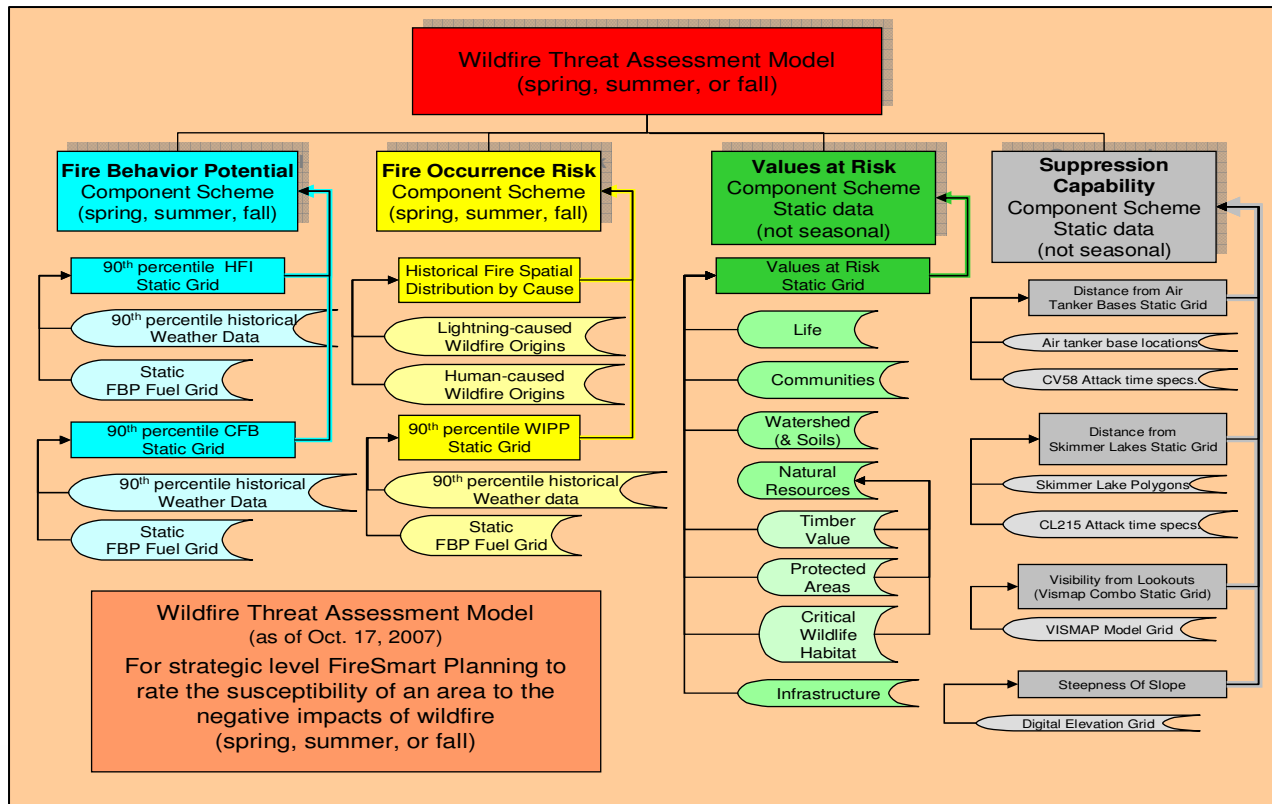 Wildfire Threat Assessment Model
(spring, summer, or fall)
Fire Behavior Potential
Component Scheme
(spring, summer, fall)
90th percentile HFI
Static Grid
90th percentile historical
Weather Data
Static
FBP Fuel Grid
90th percentile CFB
Static Grid
90th percentile historical
Weather Data
Static
FBP Fuel Grid
Fire Occurrence Risk
Component Scheme
(spring, summer, fall)
Historical Fire Spatial
Distribution by Cause
Lightning-caused
Wildfire Origins
Human-caused
Wildfire Origins
90th percentile WIPP
Static Grid
90th percentile historical
Weather data
Static
FBP Fuel Grid
Values at Risk
Component Scheme
Static data
(not seasonal)
Values at Risk
Static Grid
Life
Communities
Watershed
(& Soils)
Natural
Resources
Timber
Value
Protected
Areas
Critical
Wildlife
Habitat
Infrastructure
Suppression
Capability
Component Scheme
Static data
(not seasonal)
Distance from Air
Tanker Bases Static Grid
Air tanker base locations
CV58 Attack time specs.
Distance from
Skimmer Lakes Static Grid
Skimmer Lake Polygons
CL215 Attack time specs.
Visibility from Lookouts
(Vismap Combo Static Grid)
VISMAP Model Grid
Steepness Of Slope
Digital Elevation Grid
Wildfire Threat Assessment Model
(as of Oct. 17, 2007)
For strategic level FireSmart Planning to
rate the susceptibility of an area to the
negative impacts of wildfire
(spring, summer, or fall)